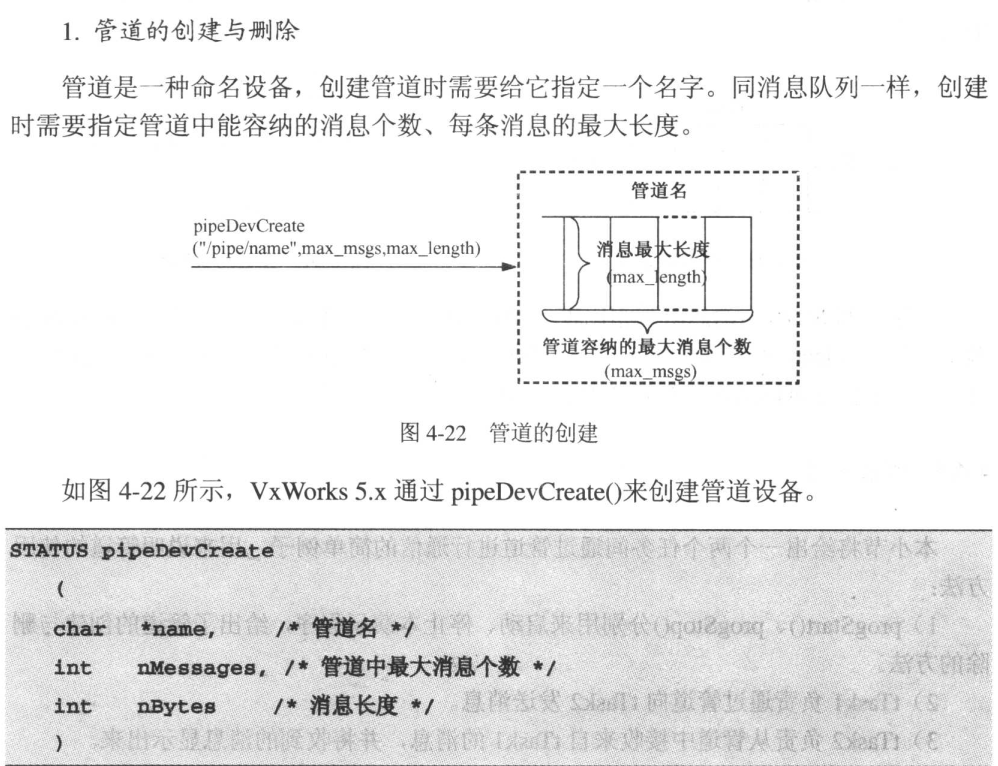 1. 管道的创建与删除
管道是一种命名设备，创建管道时需要给它指定一个名字。同消息队列一样，创建
时需要指定管道中能容纳的消息个数、每条消息的最大长度。
管道名
pipeDevCreate
("/pipe/name",max_msgs,max_length)
消息最大长度
(max_length)
管道容纳的最大消息个数
(max_msgs)
图 4-22 管道的创建
如图 4-22 所示，VxWorks 5.x 通过 pipeDevCreate()来创建管道设备。
STATUS pipeDevCreate
(
char *name, /* 管道名 */
int nMessages, /* 管道中最大消息个数 */
int nBytes /* 消息长度 */
)